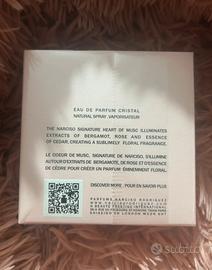 EAU DE PARFUM CRISTAL
NATURAL SPRAY . VAPORISATEUR
THE NARCISO SIGNATURE HEART OF MUSC ILLUMINATES
EXTRACTS OF BERGAMOT, ROSE AND ESSENCE
OF CEDAR, CREATING A SUBLIMELY FLORAL FRAGRANCE.
LE COEUR DE MUSC, SIGNATURE DE NARCISO, S'ILLUMINE
AUTOUR D'EXTRAITS DE BERGAMOTE, DE ROSE ET D'ESSENCE
DE CÈDRE POUR CRÉER UN PARFUM ÉMINEMMENT FLORAL.
DISCOVER MORE . POUR EN SAVOIR PLUS
PARFUMS NARCISO RODRIGUEZ
Subito